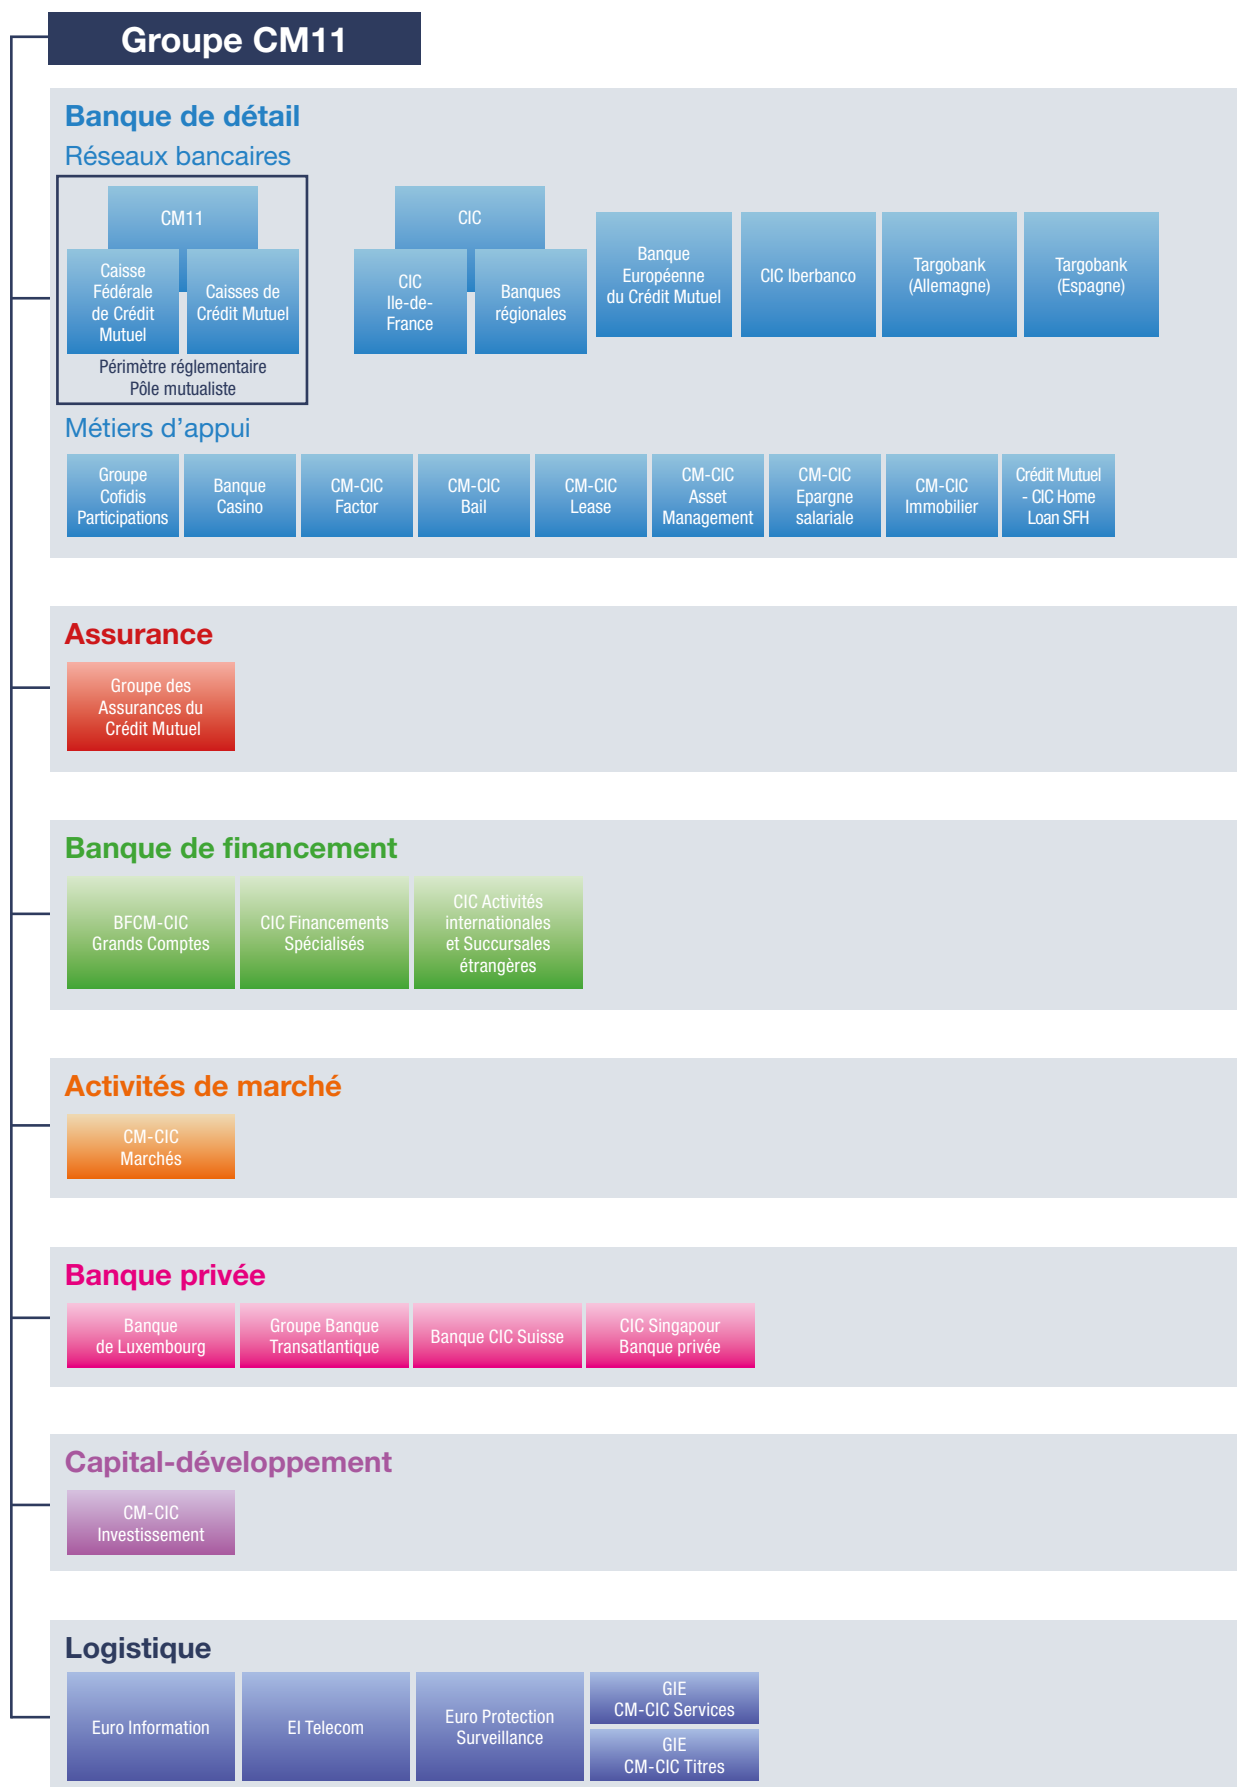 Groupe CM11
Banque de détail
Réseaux bancaires
CM11
Caisse
Fédérale
de Crédit
Mutuel
Caisses de
Crédit Mutuel
Périmètre réglementaire
Pôle mutualiste
CIC
CIC
Ile-de-
France
Banques
régionales
Banque
Européenne
du Crédit Mutuel
CIC Iberbanco
Targobank
(Allemagne)
Targobank
(Espagne)
Métiers d’appui
Groupe
Cofidis
Participations
Banque
Casino
CM-CIC
Factor
CM-CIC
Bail
CM-CIC
Lease
CM-CIC
Asset
Management
CM-CIC
Epargne
salariale
CM-CIC
Immobilier
Crédit Mutuel
- CIC Home
Loan SFH
Assurance
Groupe des
Assurances du
Crédit Mutuel
Banque de financement
BFCM-CIC
Grands Comptes
CIC Financements
Spécialisés
CIC Activités
internationales
et Succursales
étrangères
Activités de marché
CM-CIC
Marchés
Banque privée
Banque
de Luxembourg
Groupe Banque
Transatlantique
Banque CIC Suisse
CIC Singapour
Banque privée
Capital-développement
CM-CIC
Investissement
Logistique
Euro Information
EI Telecom
Euro Protection
Surveillance
GIE
CM-CIC Services
GIE
CM-CIC Titres